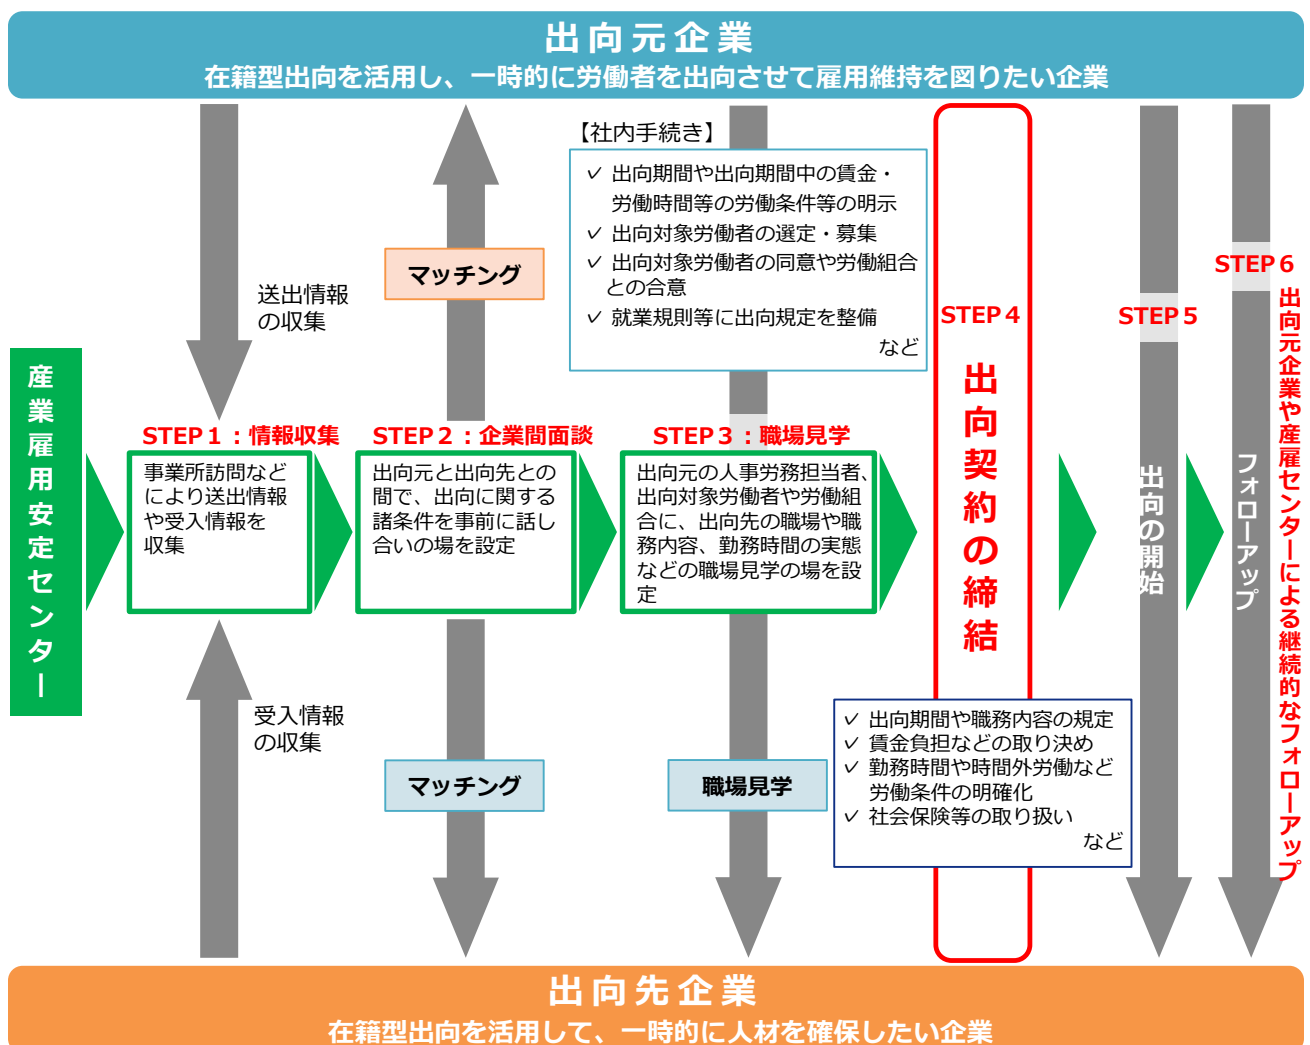 出向元企業
在籍型出向を活用し、一時的に労働者を出向させて雇用維持を図りたい企業
【社内手続き】
✓ 出向期間や出向期間中の賃金・
労働時間等の労働条件等の明示
✓ 出向対象労働者の選定・募集
✓ 出向対象労働者の同意や労働組合
との合意
✓ 就業規則等に出向規定を整備
など
マッチング
送出情報
の収集
産業雇用安定センター
STEP1：情報収集
事業所訪問など
により送出情報
や受入情報を
収集
STEP2：企業間面談
出向元と出向先との
間で、出向に関する
諸条件を事前に話し
合いの場を設定
STEP3：職場見学
出向元の人事労務担当者、
出向対象労働者や労働組
合に、出向先の職場や職
務内容、勤務時間の実態
などの職場見学の場を設
定
STEP4
出向契約の締結
STEP5
出向の開始
STEP6
フォローアップ
出向元企業や産雇センターによる継続的なフォローアップ
受入情報
の収集
マッチング
職場見学
✓ 出向期間や職務内容の規定
✓ 賃金負担などの取り決め
✓ 勤務時間や時間外労働など
労働条件の明確化
✓ 社会保険等の取り扱い
など
出向先企業
在籍型出向を活用して、一時的に人材を確保したい企業